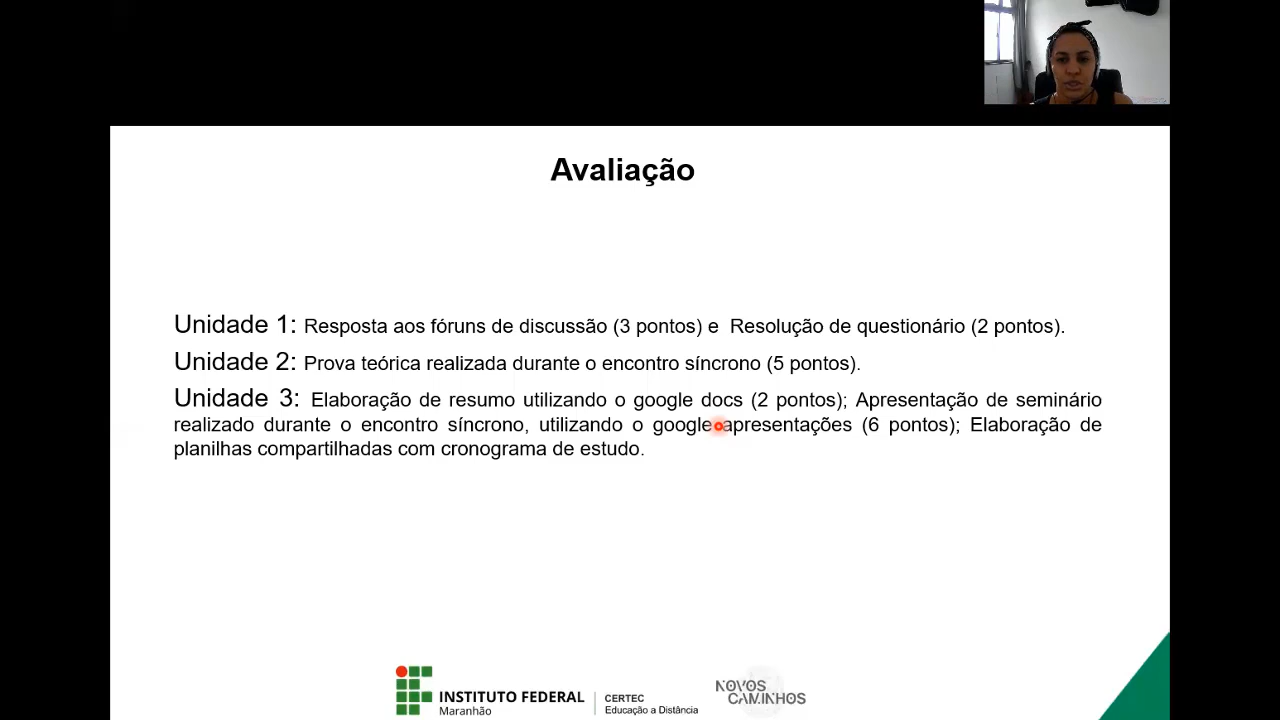 Avaliação
Unidade 1: Resposta aos fóruns de discussão (3 pontos) e Resolução de questionário (2 pontos).
Unidade 2: Prova teórica realizada durante o encontro síncrono (5 pontos).
Unidade 3: Elaboração de resumo utilizando o google docs (2 pontos); Apresentação de seminário
realizado durante o encontro síncrono, utilizando o google apresentações (6 pontos); Elaboração de
planilhas compartilhadas com cronograma de estudo.
INSTITUTO FEDERAL
Maranhão
CERTEC
Educação a Distância
NOVOS
CAMINHOS